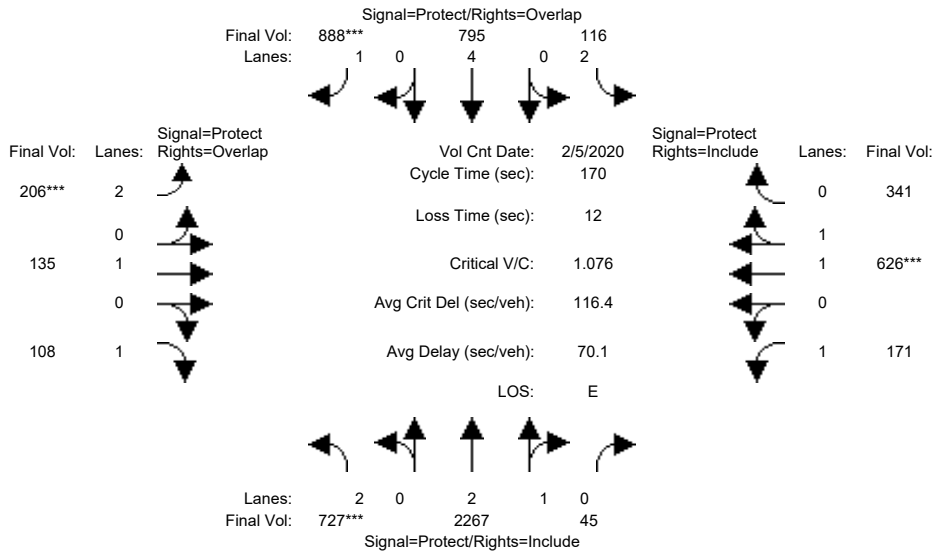 Signal=Protect/Rights=Overlap
Final Vol: 888*** 795 116
Lanes: 1 0 4 0 2
Signal=Protect
Final Vol: Lanes: Rights=Overlap
Vol Cnt Date: 2/5/2020
Signal=Protect
Rights=Include Lanes: Final Vol:
Cycle Time (sec): 170
206*** 2
0 341
Loss Time (sec): 12
0
1
135 1
Critical V/C: 1.076
1 626***
0
Avg Crit Del (sec/veh): 116.4
0
108 1
Avg Delay (sec/veh): 70.1
1 171
LOS: E
Lanes: 2 0 2 1 0
Final Vol: 727*** 2267 45
Signal=Protect/Rights=Include